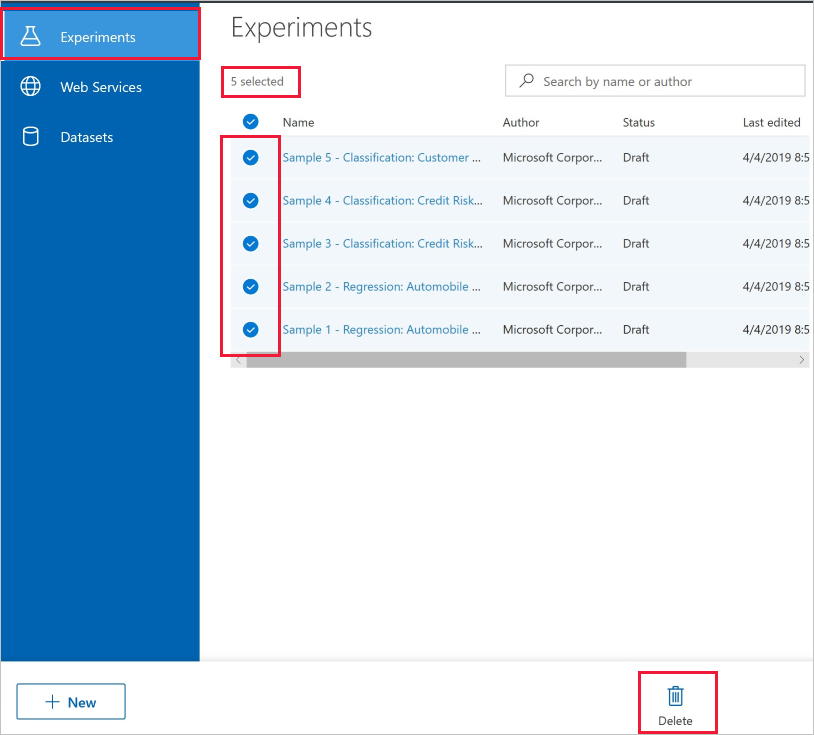 Experiments
Web Services
Datasets
Experiments
5 selected
Search by name or author
Name Author Status Last edited
Sample 5 - Classification: Customer ... Microsoft Corpor... Draft 4/4/2019 8:5
Sample 4 - Classification: Credit Risk... Microsoft Corpor... Draft 4/4/2019 8:5
Sample 3 - Classification: Credit Risk... Microsoft Corpor... Draft 4/4/2019 8:5
Sample 2 - Regression: Automobile ... Microsoft Corpor... Draft 4/4/2019 8:5
Sample 1 - Regression: Automobile ... Microsoft Corpor... Draft 4/4/2019 8:5
New
Delete